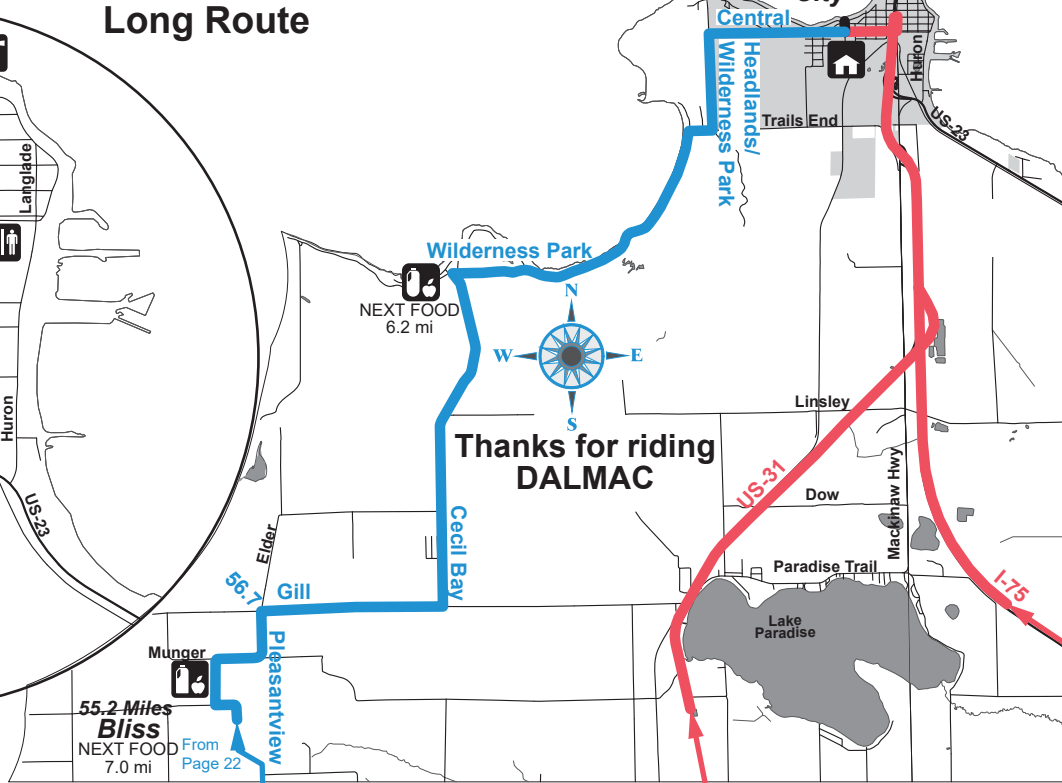 Long Route
Central
Headlands/
Wilderness Park
Huron
US-23
Trails End
Langlade
Wilderness Park
NEXT FOOD
6.2 mi
N
W
E
S
Linsley
Thanks for riding
DALMAC
Huron
US-31
Mackinaw Hwy
Dow
US-23
Cecil Bay
Elder
Paradise Trail
56.7
Gill
I-75
Lake
Paradise
Pleasantview
Munger
55.2 Miles
Bliss
NEXT FOOD
7.0 mi
From
Page 22